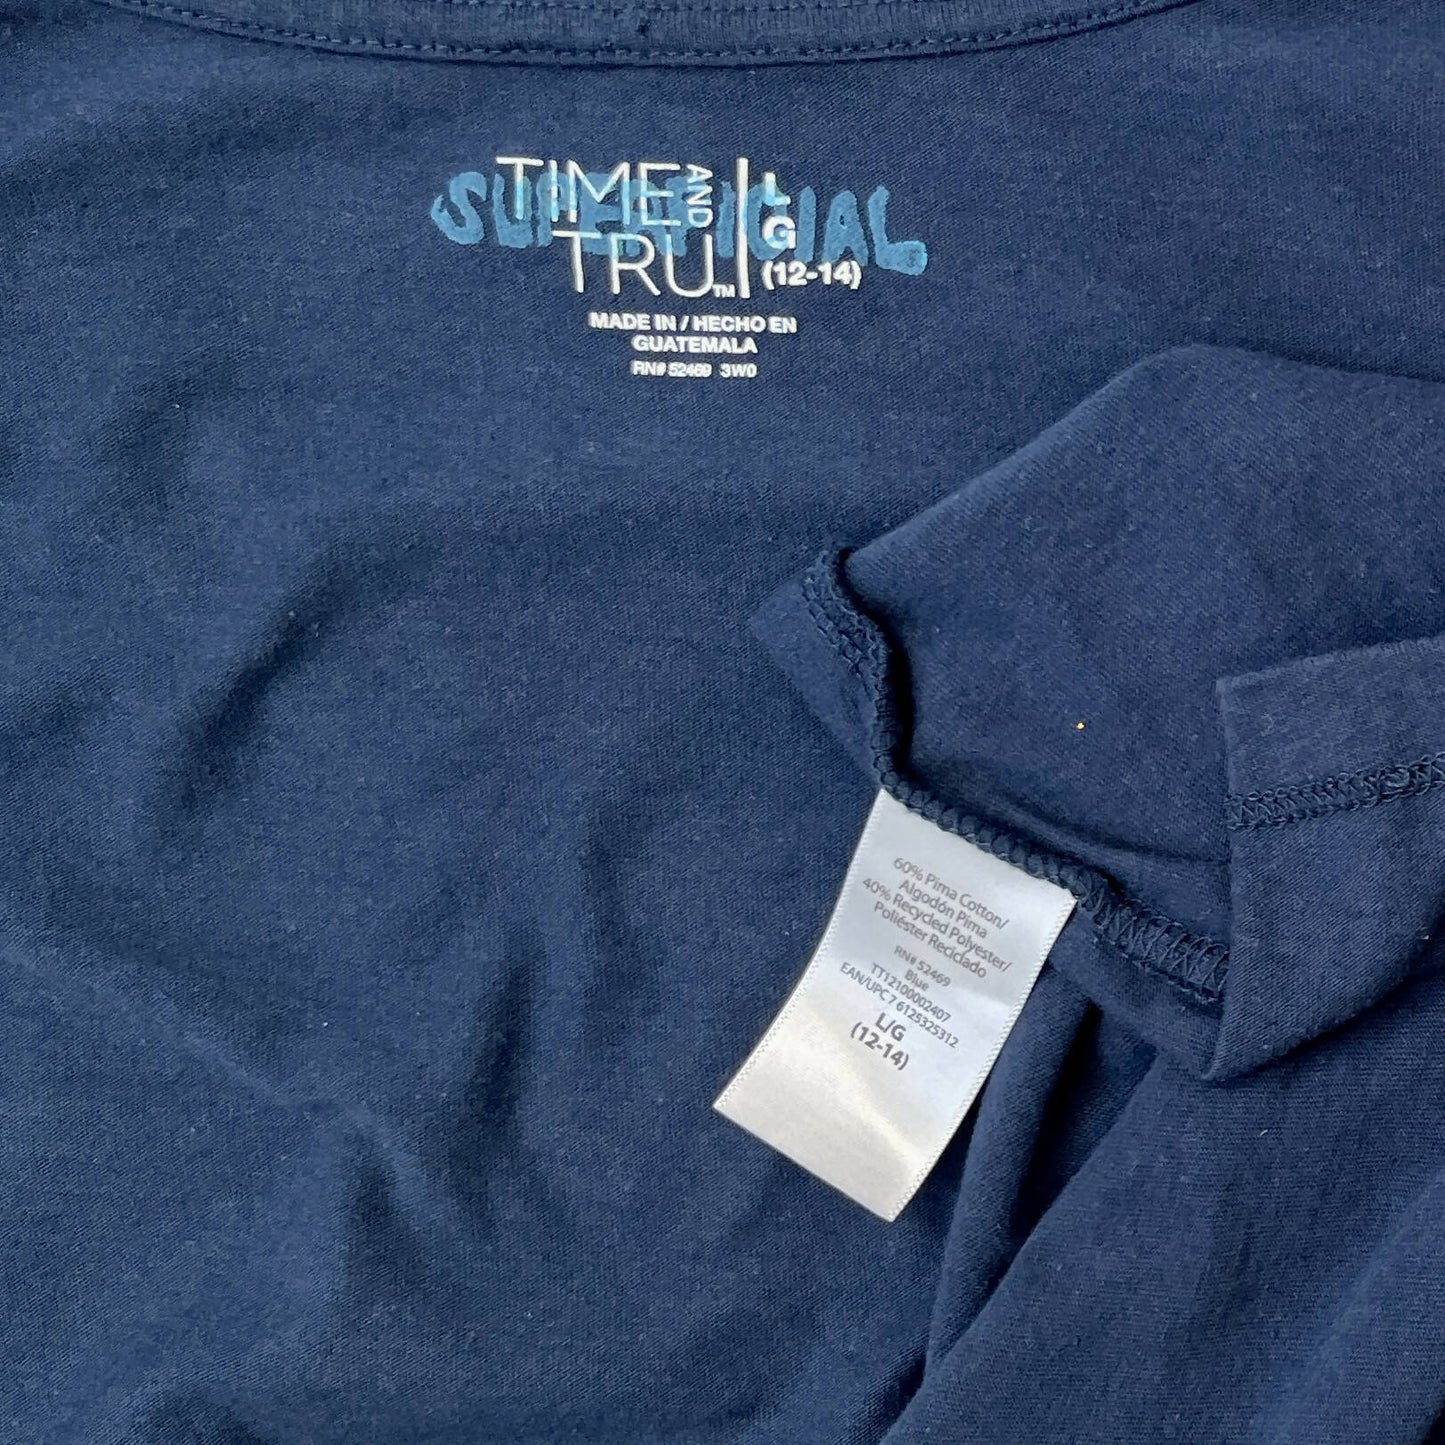 SUPERFICIAL
TIME AND TRU™
L
G
(12-14)
MADE IN / HECHO EN
GUATEMALA
RN# 52469 3W0
60% Pima Cotton/
Algodón Pima
40% Recycled Polyester/
Poliéster Reciclado
RN# 52469
Blue
TT12100002407
EAN/UPC 7 6125325312
L/G
(12-14)